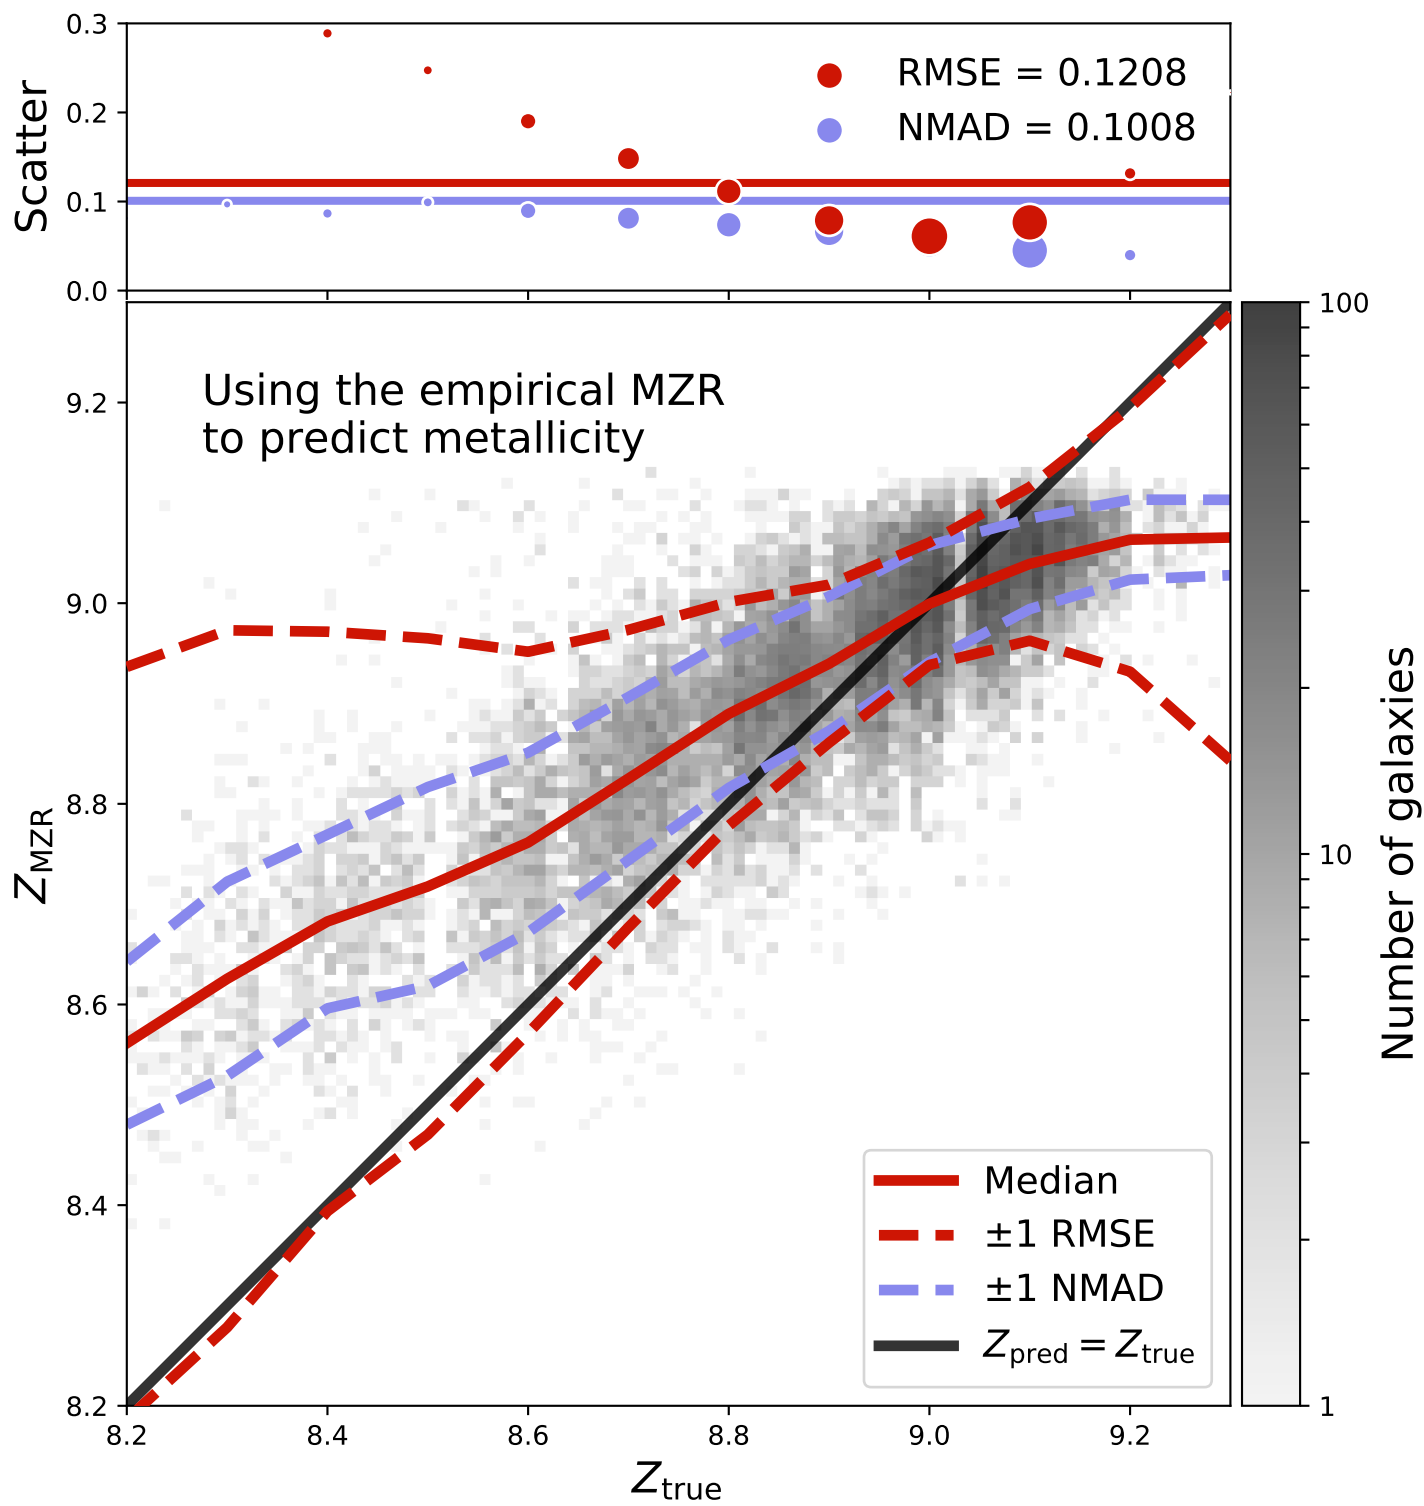 0.3
0.2
0.1
0.0
Scatter
RMSE = 0.1208
NMAD = 0.1008
Using the empirical MZR
to predict metallicity
9.2
9.0
8.8
8.6
8.4
8.2
Z_MZR
Median
±1 RMSE
±1 NMAD
Z_pred = Z_true
8.2 8.4 8.6 8.8 9.0 9.2
Z_true
100
10
1
Number of galaxies